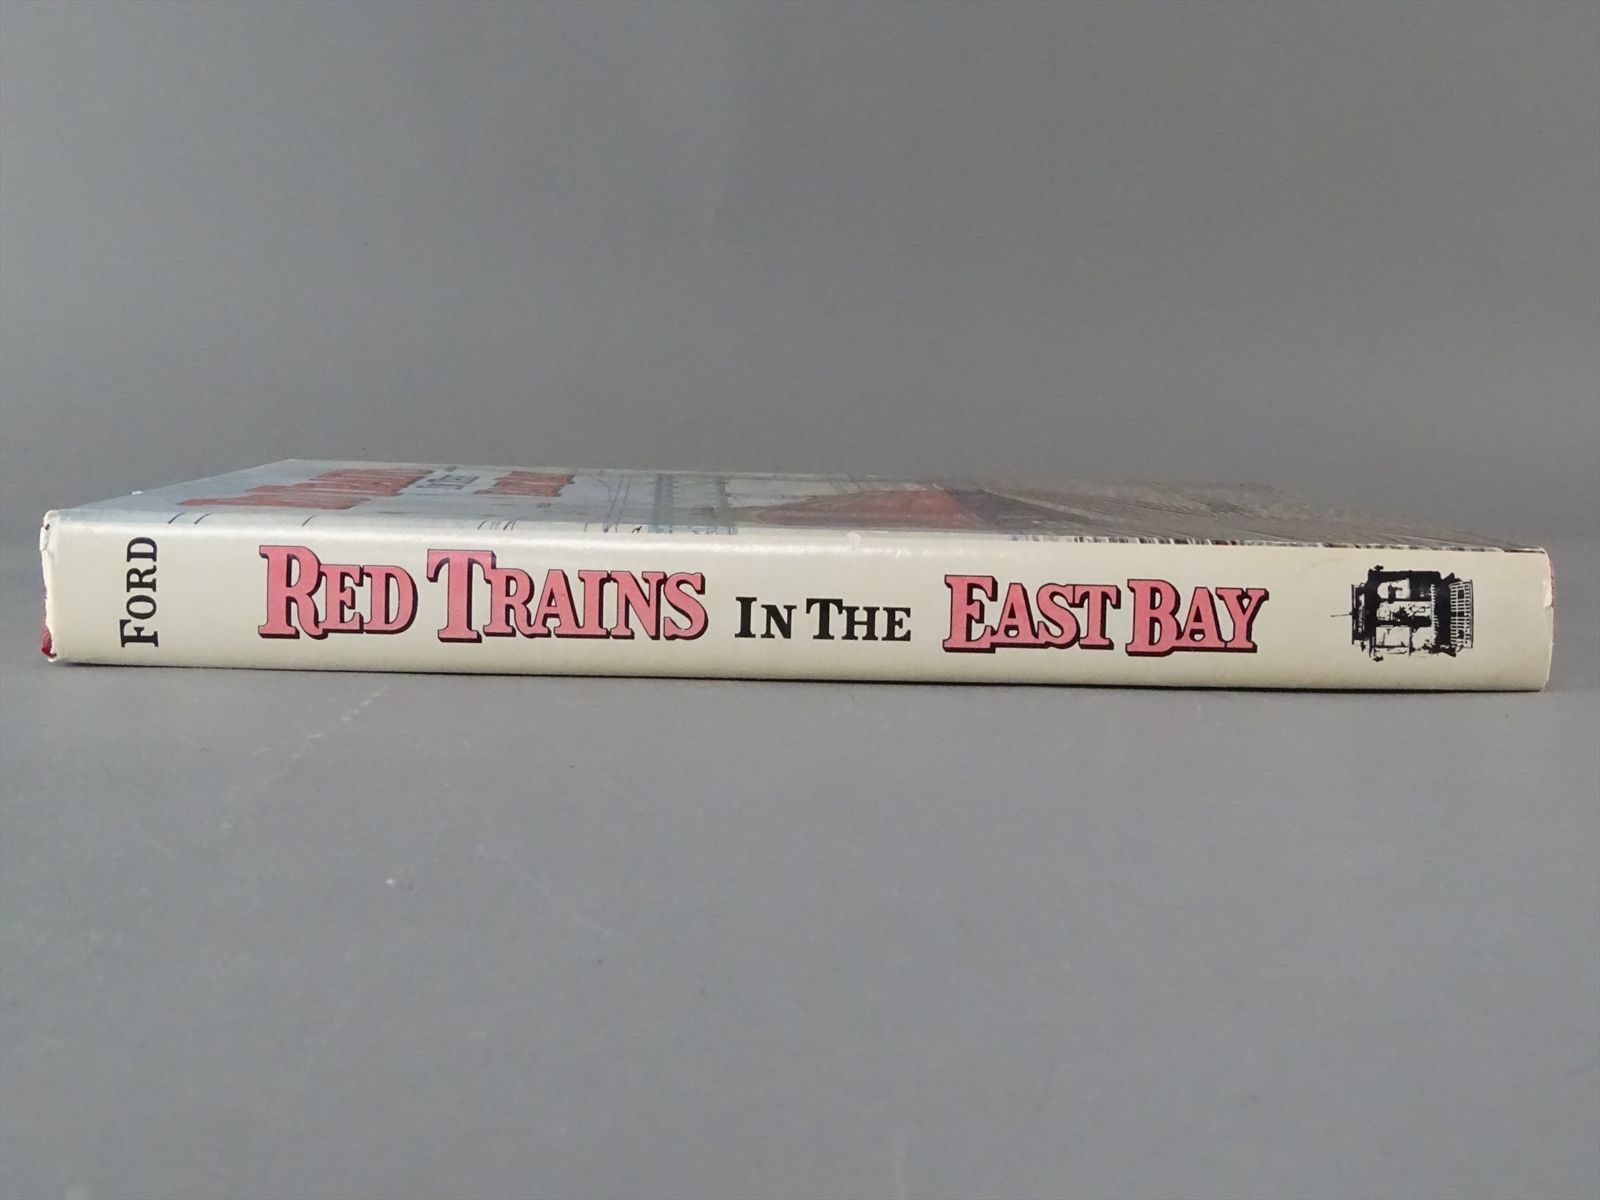 FORD
RED TRAINS IN THE EAST BAY